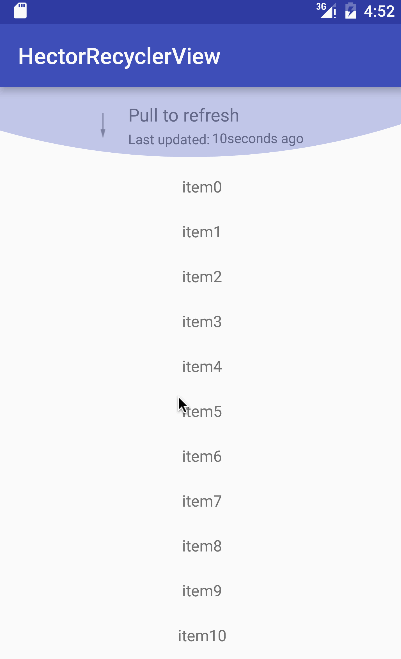 3G 4:52
HectorRecyclerView
Pull to refresh
Last updated: 10seconds ago
item0
item1
item2
item3
item4
item5
item6
item7
item8
item9
item10